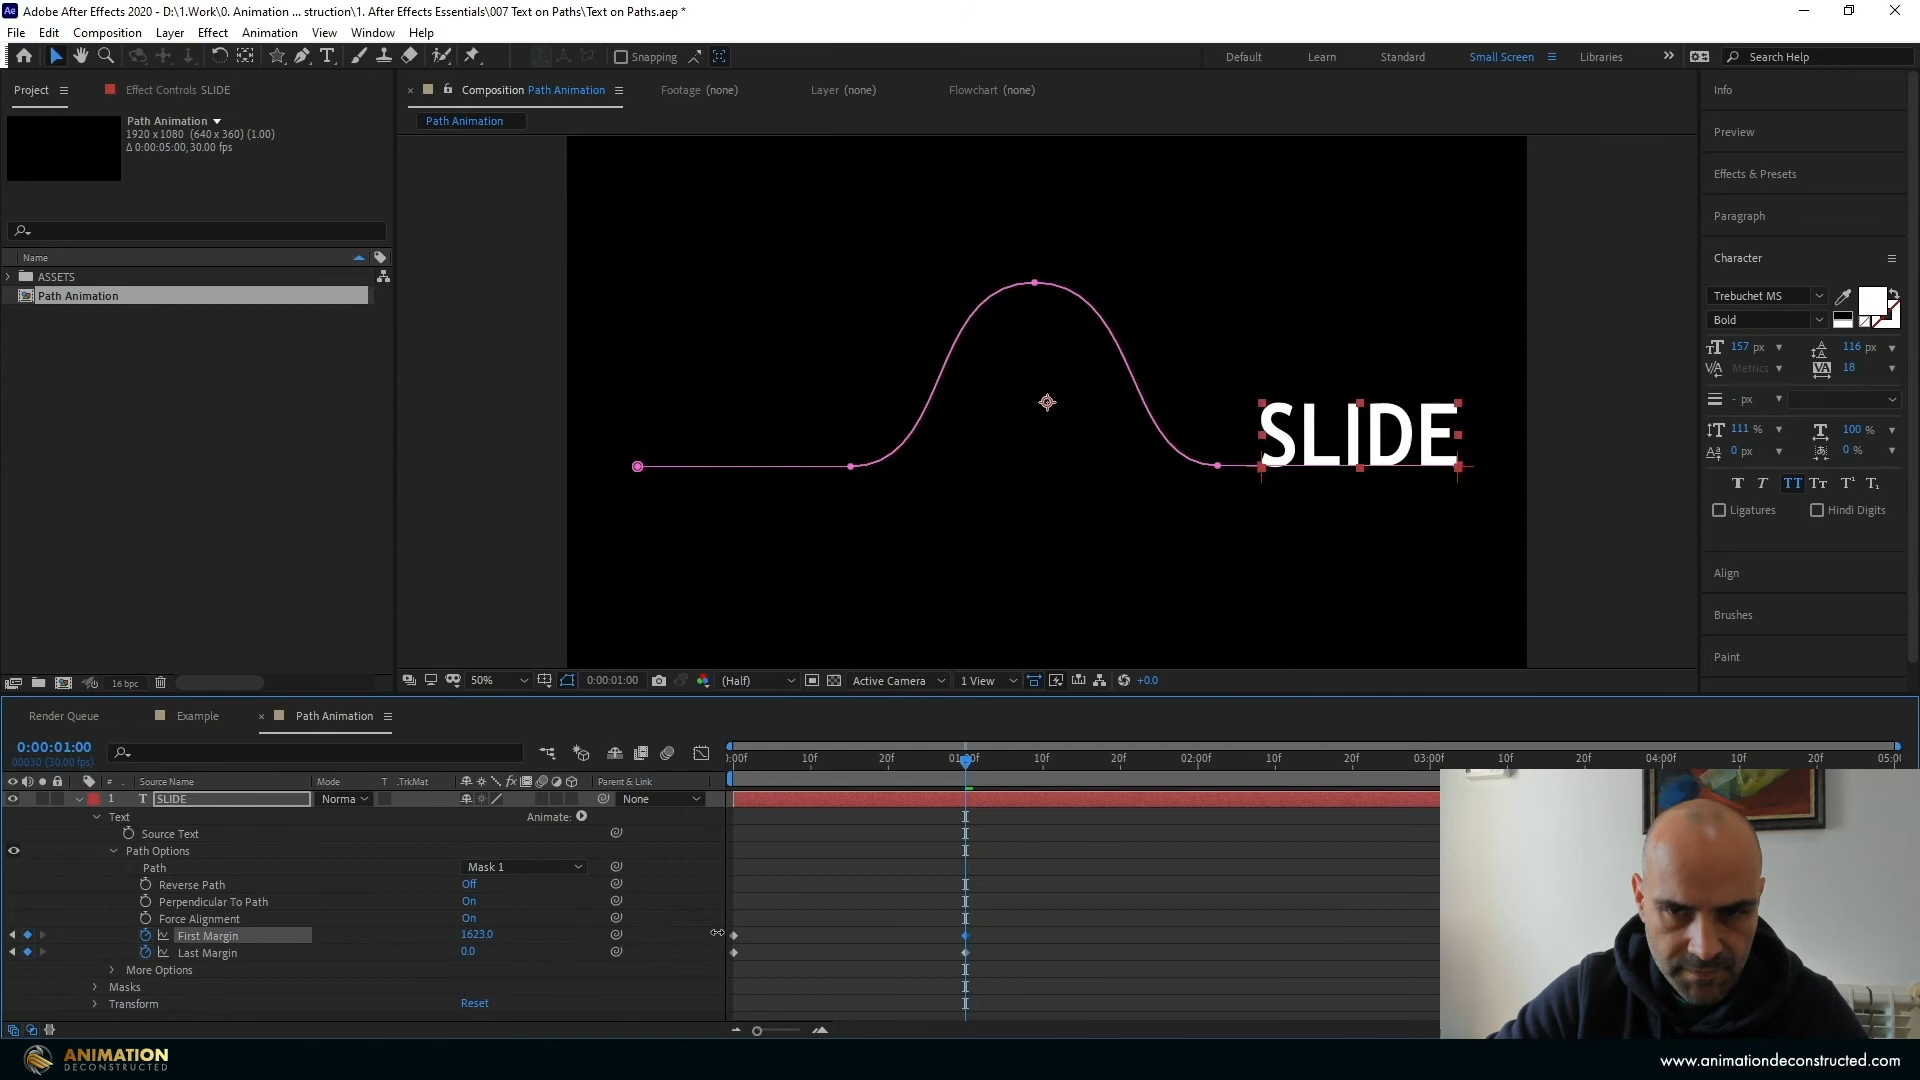 Adobe After Effects 2020 - D:\1.Work\0. Animation ... struction\1. After Effects Essentials\007 Text on Paths\Text on Paths.aep *
File Edit Composition Layer Effect Animation View Window Help
Snapping
Default Learn Standard Small Screen Libraries
Search Help
Project
Effect Controls SLIDE
Path Animation
1920 x 1080 (640 x 360) (1.00)
Δ 0:00:05:00, 30.00 fps
Name
ASSETS
Path Animation
16 bpc
Composition Path Animation
Footage (none)
Layer (none)
Flowchart (none)
Path Animation
SLIDE
50%
0:00:01:00
(Half)
Active Camera
1 View
+0.0
Info
Preview
Effects & Presets
Paragraph
Character
Trebuchet MS
Bold
157 px
116 px
Metrics
18
- px
111 %
100 %
0 px
0 %
Ligatures
Hindi Digits
Align
Brushes
Paint
Render Queue
Example
Path Animation
0:00:01:00
00030 (30.00 fps)
# Source Name Mode T .TrkMat Parent & Link
:00f 10f 20f 01:00f 10f 20f 02:00f 10f 20f 03:00f 10f 20f 04:00f 10f 20f 05:0
1 T SLIDE Norma None
Text Animate:
Source Text
Path Options
Path Mask 1
Reverse Path Off
Perpendicular To Path On
Force Alignment On
First Margin 1623.0
Last Margin 0.0
More Options
Masks
Transform Reset
ANIMATION
DECONSTRUCTED
www.animationdeconstructed.com